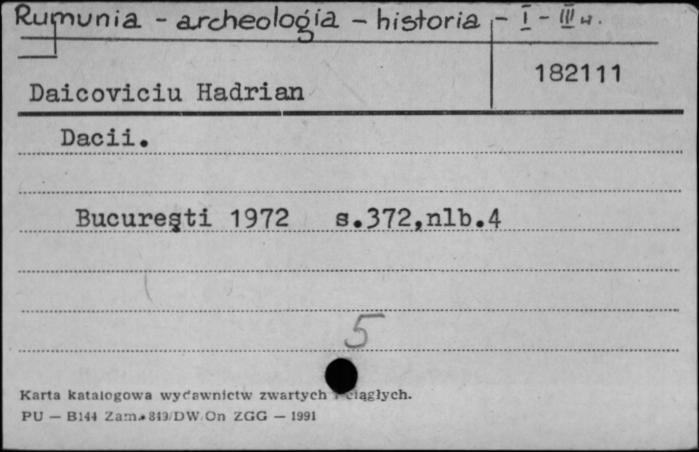 Rumunia - archeologia - historia - I - III w.
182111
Daicoviciu Hadrian
Dacii.
Bucureşti 1972 s.372,nlb.4
5
Karta katalogowa wydawnictw zwartych i ciągłych.
PU — B144 Zam. 849/DW On ZGG — 1991